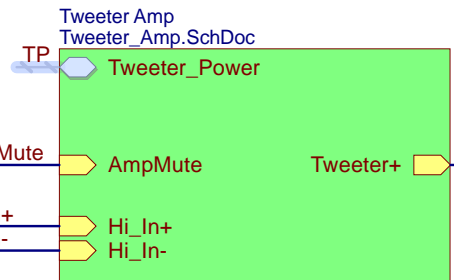 Tweeter Amp
Tweeter_Amp.SchDoc
TP
Tweeter_Power
Mute
AmpMute
Tweeter+
+
Hi_In+
-
Hi_In-